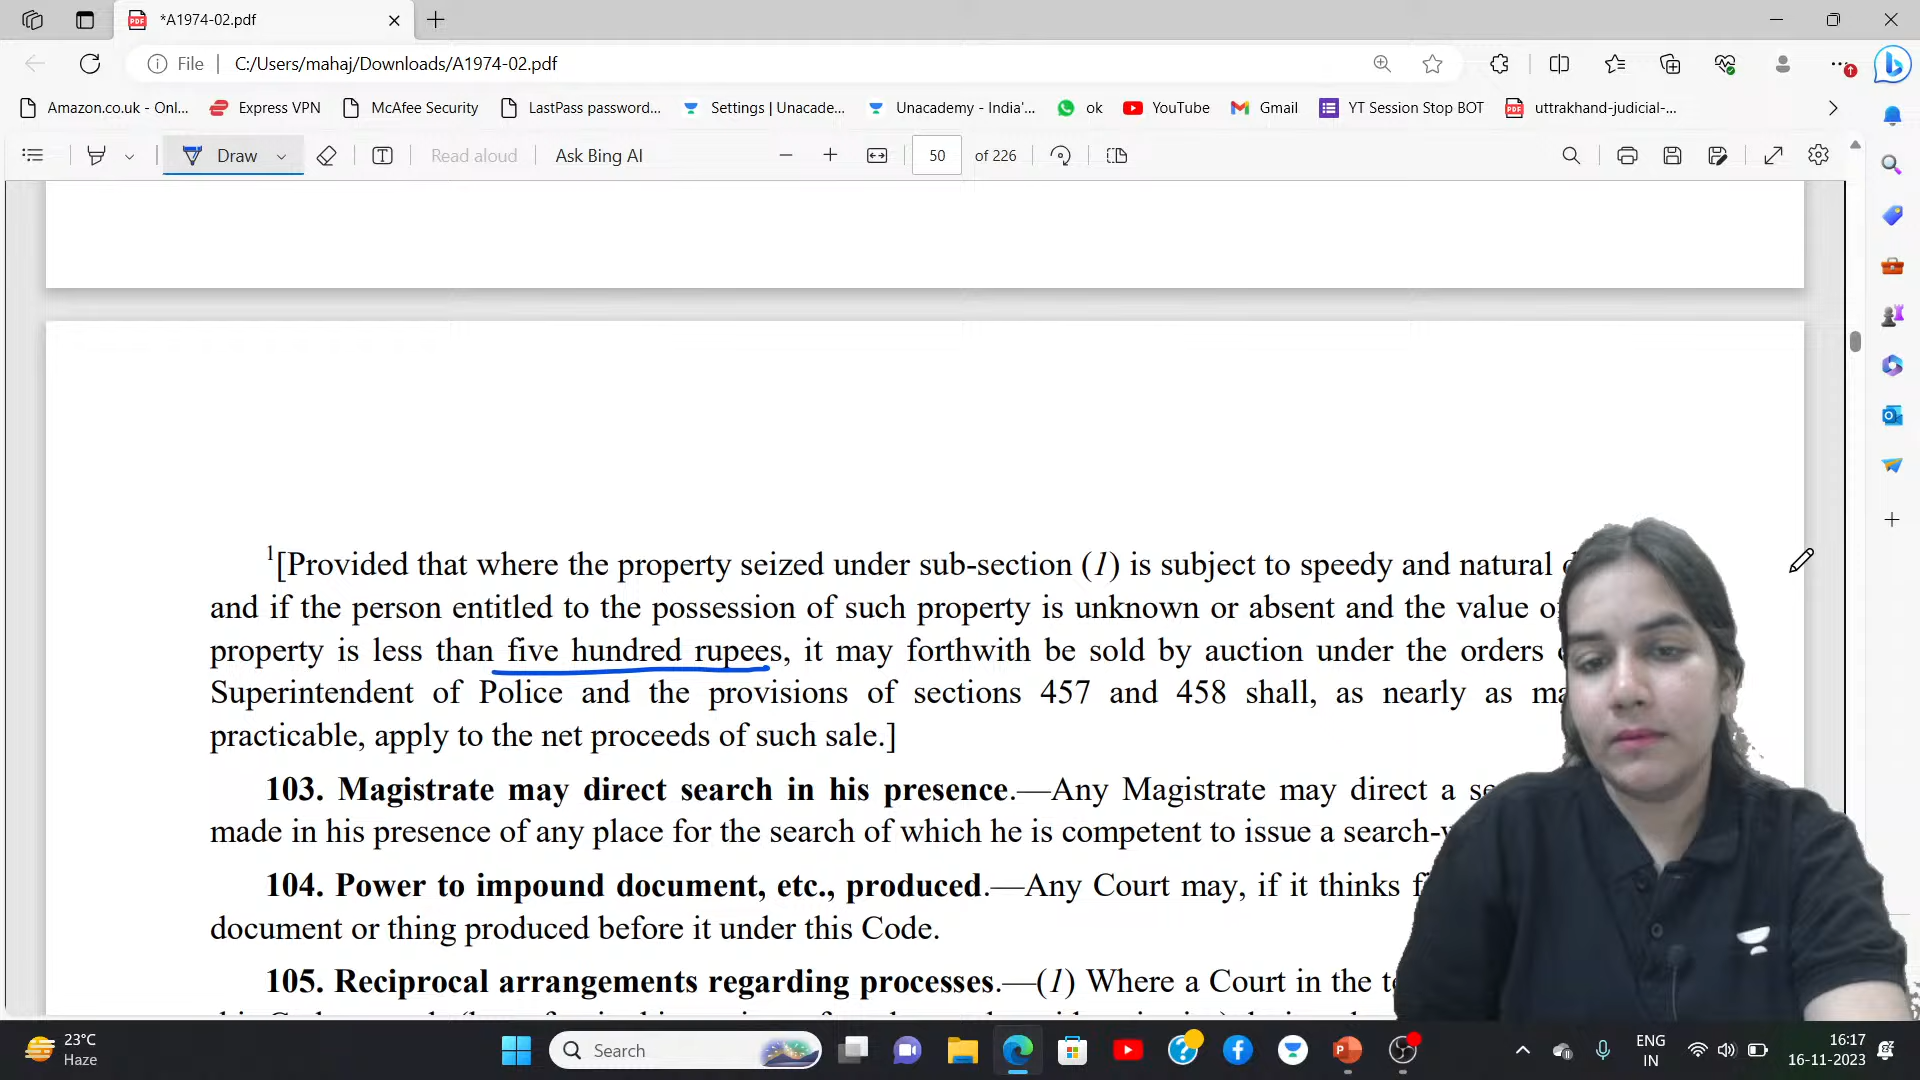 *A1974-02.pdf
File
C:/Users/mahaj/Downloads/A1974-02.pdf
Amazon.co.uk - Onl...
Express VPN
McAfee Security
LastPass password...
Settings | Unacade...
Unacademy - India'...
ok
YouTube
Gmail
YT Session Stop BOT
uttrakhand-judicial-...
Draw
Read aloud
Ask Bing AI
50 of 226
1[Provided that where the property seized under sub-section (1) is subject to speedy and natural
and if the person entitled to the possession of such property is unknown or absent and the value
property is less than five hundred rupees, it may forthwith be sold by auction under the orders
Superintendent of Police and the provisions of sections 457 and 458 shall, as nearly as
practicable, apply to the net proceeds of such sale.]
103. Magistrate may direct search in his presence.—Any Magistrate may direct a
made in his presence of any place for the search of which he is competent to issue a
104. Power to impound document, etc., produced.—Any Court may, if it thinks
document or thing produced before it under this Code.
105. Reciprocal arrangements regarding processes.—(1) Where a Court in the
23°C
Haze
Search
ENG
IN
16:17
16-11-2023